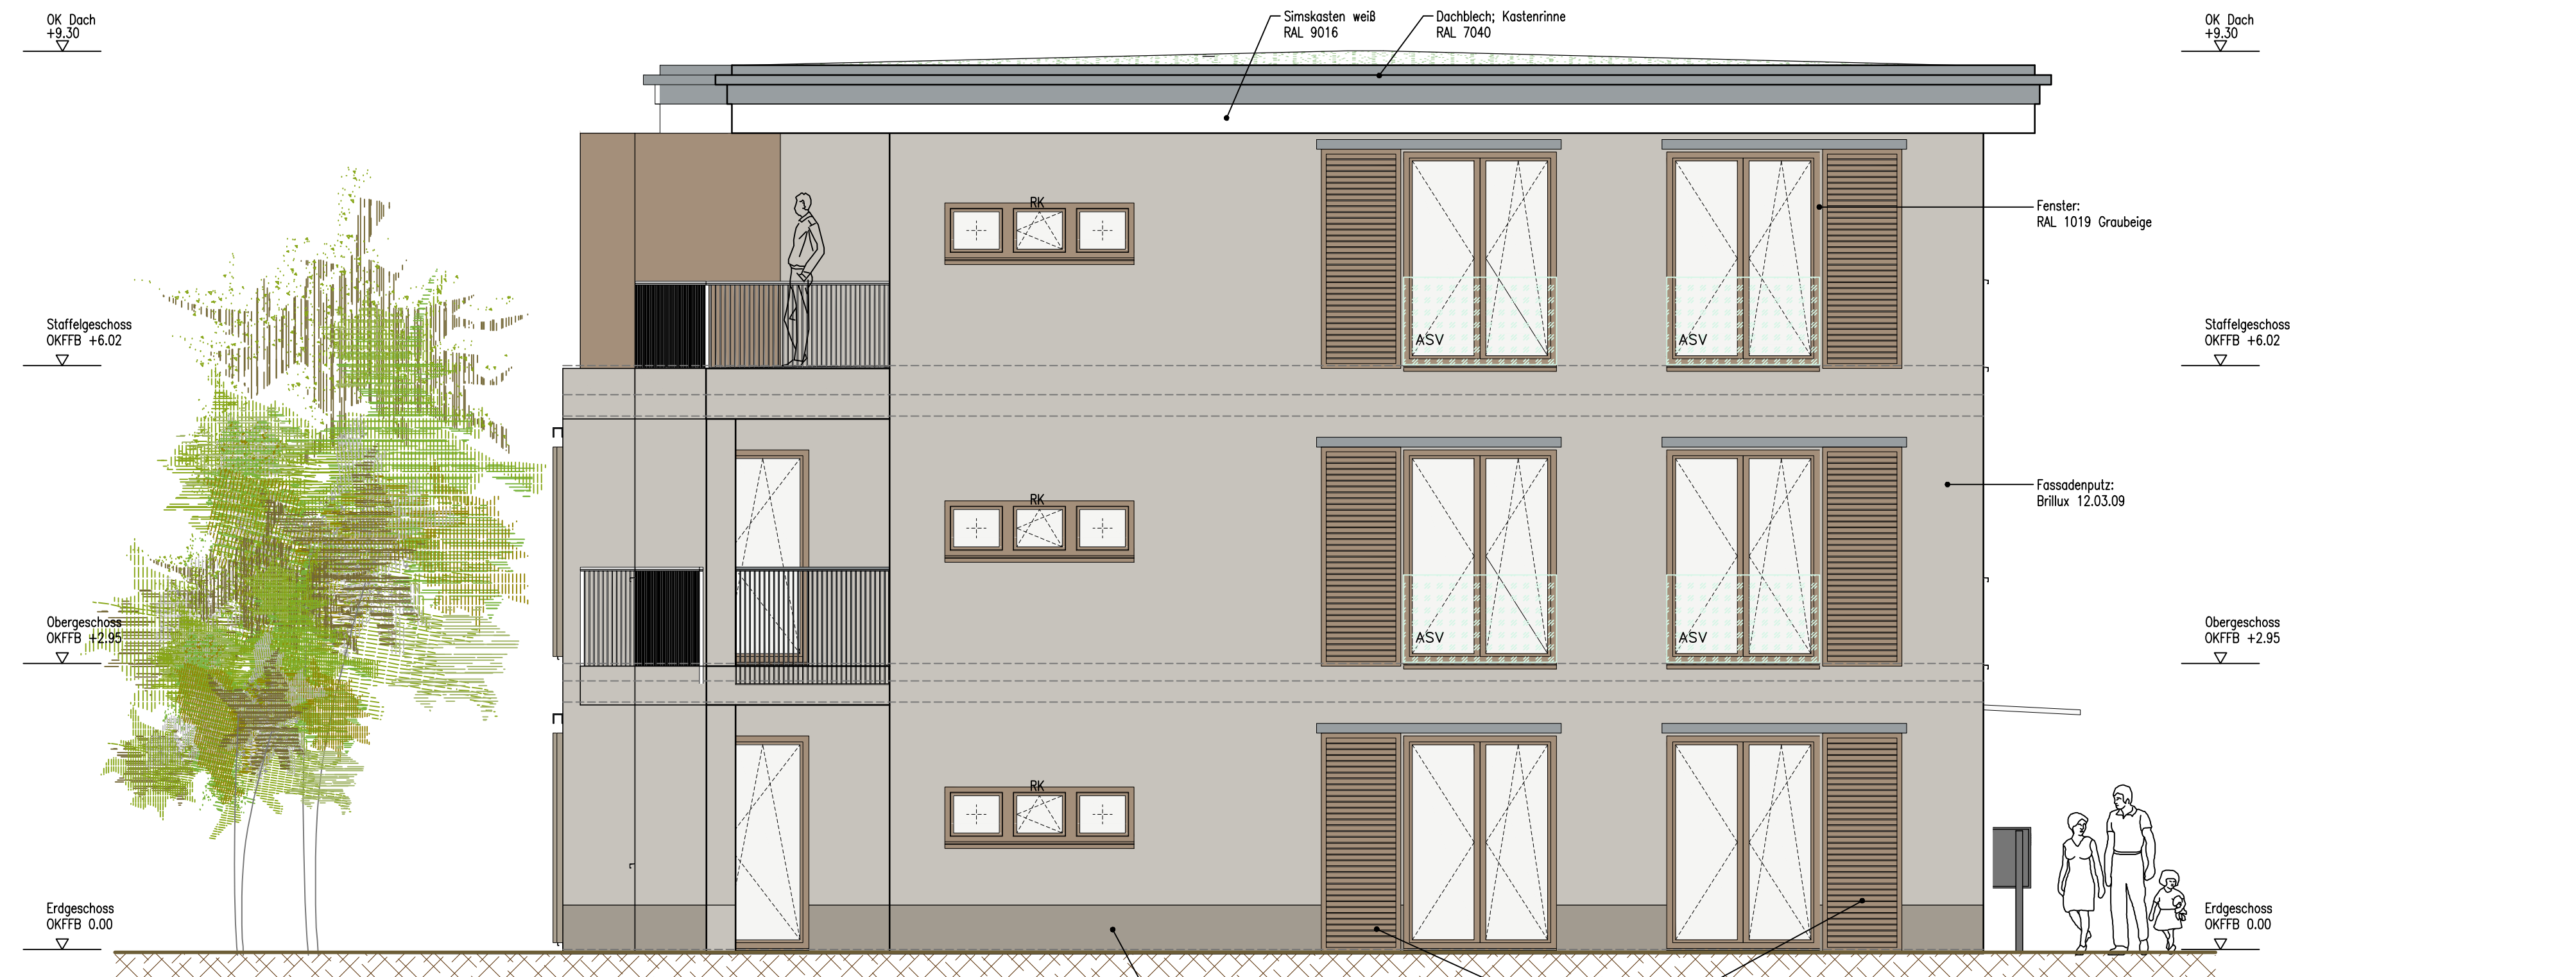 OK Dach
+9.30
Simskasten weiß
RAL 9016
Dachblech; Kastenrinne
RAL 7040
OK Dach
+9.30
RK
Fenster:
RAL 1019 Graubeige
Staffelgeschoss
OKFFB +6.02
ASV
ASV
Staffelgeschoss
OKFFB +6.02
RK
Fassadenputz:
Brillux 12.03.09
Obergeschoss
OKFFB +2.95
ASV
ASV
Obergeschoss
OKFFB +2.95
RK
Erdgeschoss
OKFFB 0.00
Erdgeschoss
OKFFB 0.00